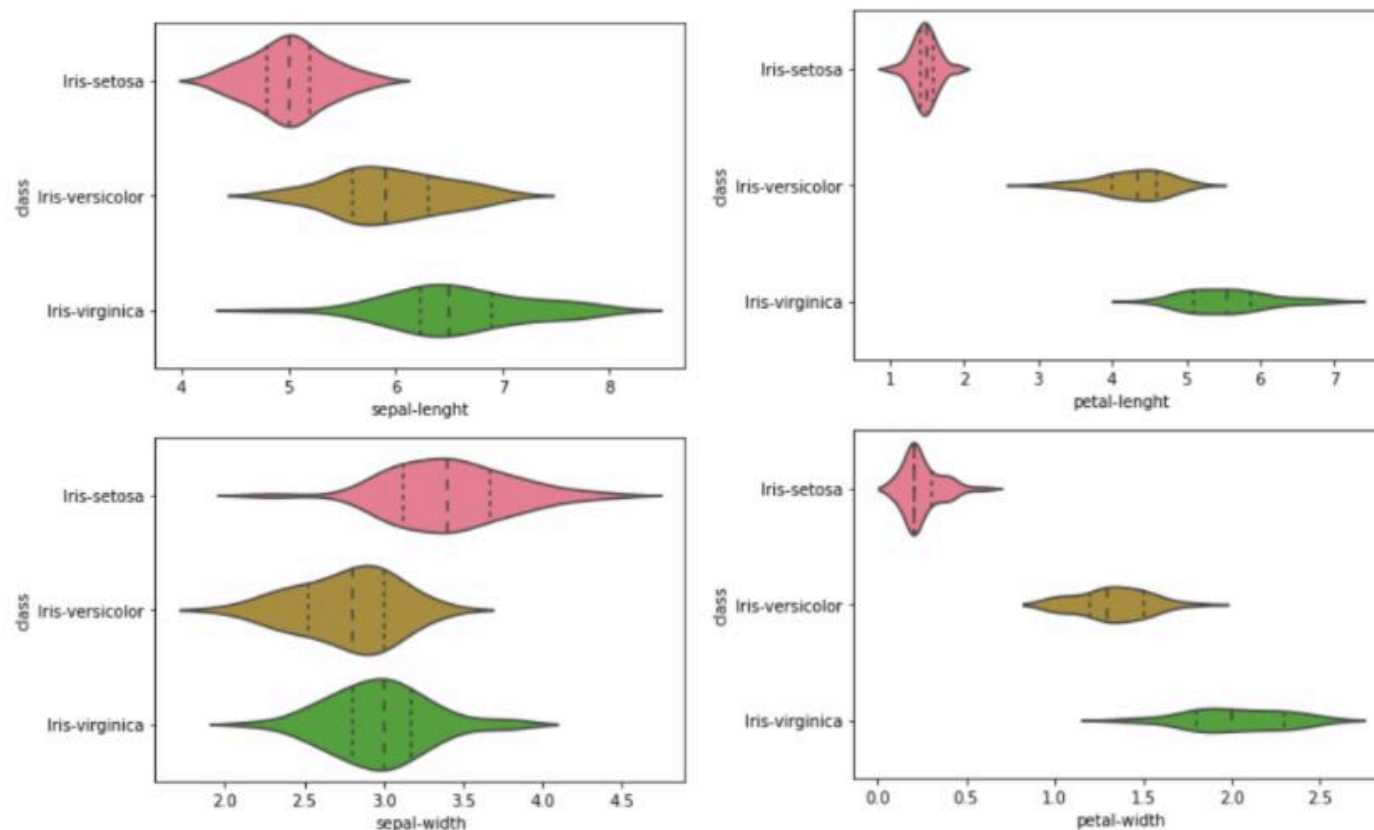 Iris-setosa
Iris-versicolor
Iris-virginica
class
4 5 6 7 8
sepal-lenght
Iris-setosa
Iris-versicolor
Iris-virginica
class
1 2 3 4 5 6 7
petal-lenght
Iris-setosa
Iris-versicolor
Iris-virginica
class
2.0 2.5 3.0 3.5 4.0 4.5
sepal-width
Iris-setosa
Iris-versicolor
Iris-virginica
class
0.0 0.5 1.0 1.5 2.0 2.5
petal-width